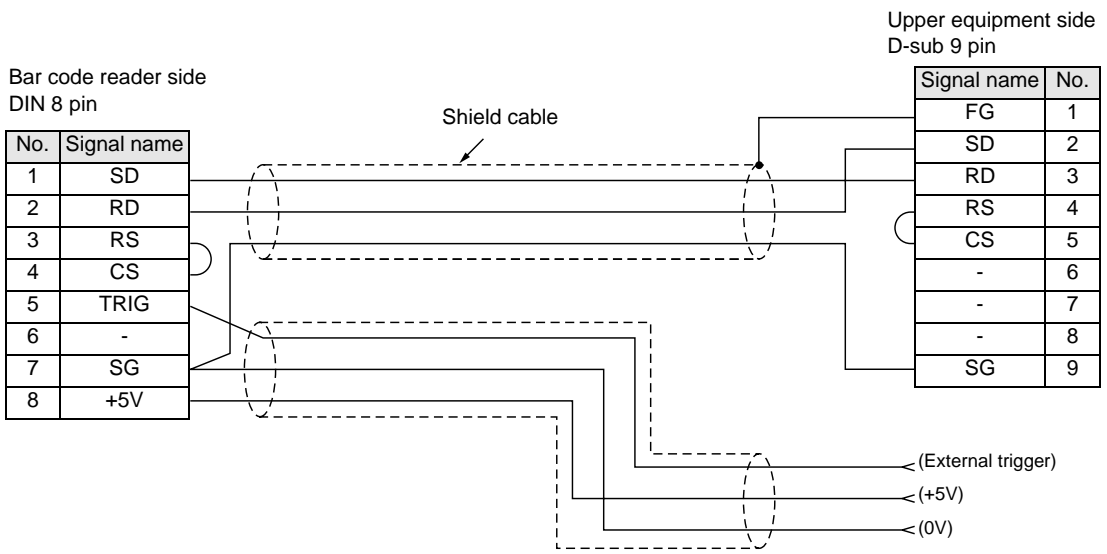 Upper equipment side
D-sub 9 pin
Signal name No.
FG 1
SD 2
RD 3
RS 4
CS 5
- 6
- 7
- 8
SG 9
Bar code reader side
DIN 8 pin
No. Signal name
1 SD
2 RD
3 RS
4 CS
5 TRIG
6 -
7 SG
8 +5V
Shield cable
(External trigger)
(+5V)
(0V)